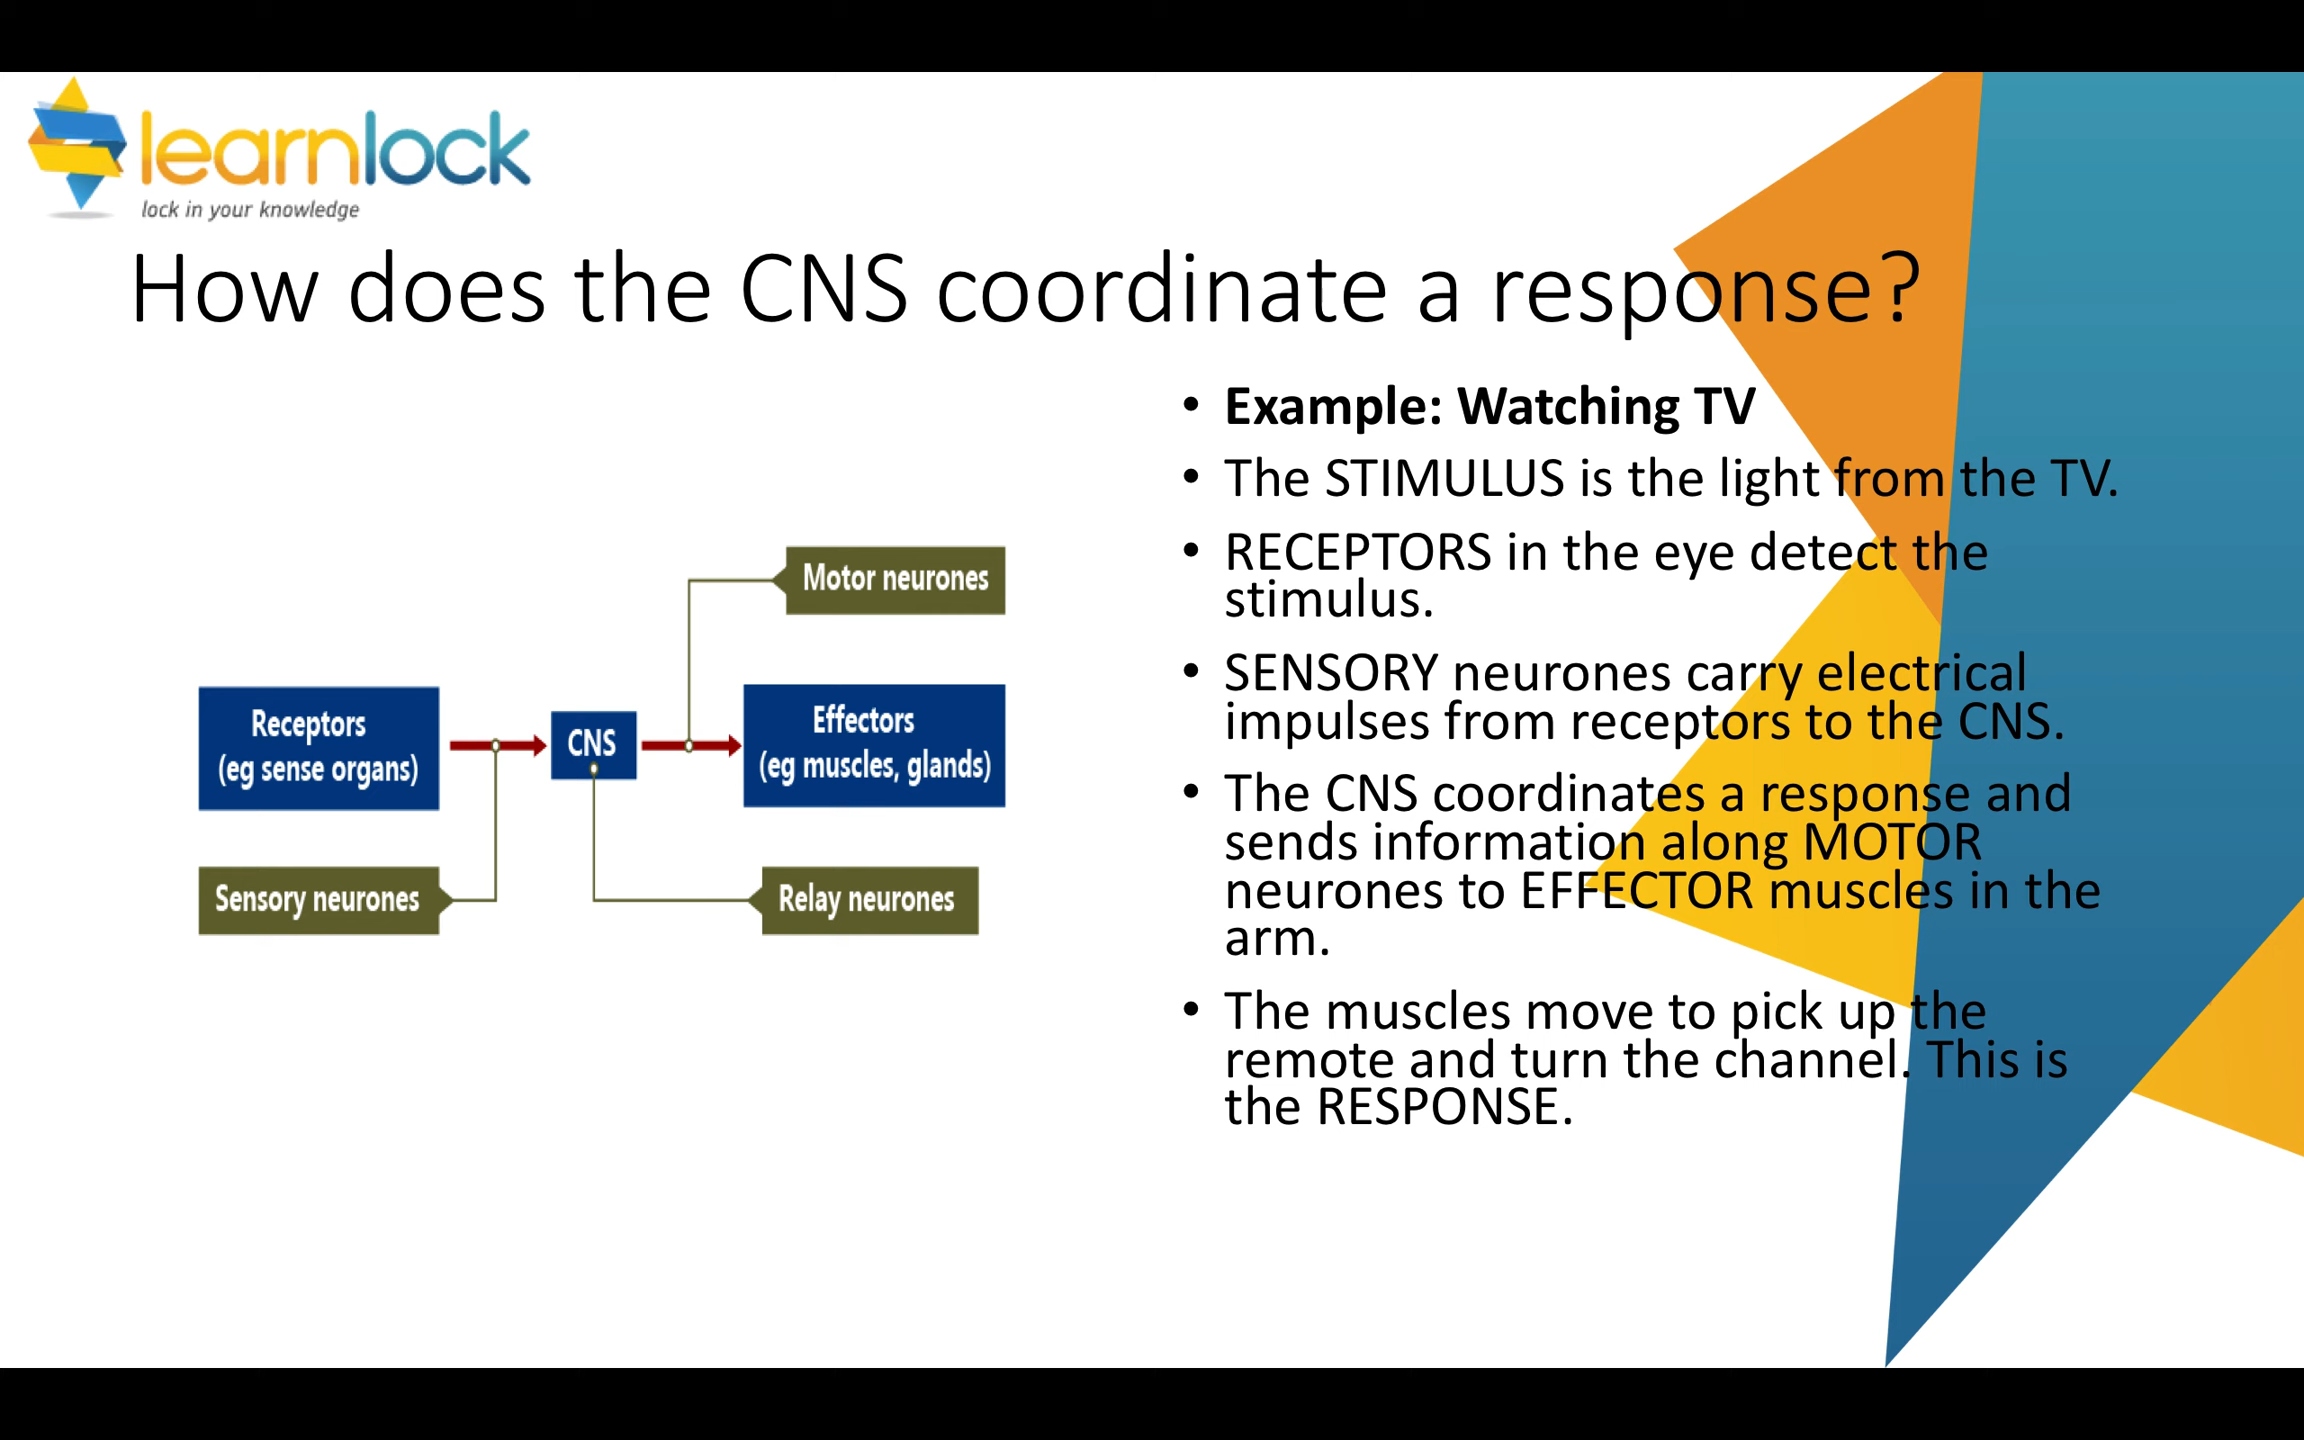 learnlock
lock in your knowledge
How does the CNS coordinate a response?
Motor neurones
Receptors
(eg sense organs)
CNS
Effectors
(eg muscles, glands)
Sensory neurones
Relay neurones
• Example: Watching TV
• The STIMULUS is the light from the TV.
• RECEPTORS in the eye detect the
stimulus.
• SENSORY neurones carry electrical
impulses from receptors to the CNS.
• The CNS coordinates a response and
sends information along MOTOR
neurones to EFFECTOR muscles in the
arm.
• The muscles move to pick up the
remote and turn the channel. This is
the RESPONSE.